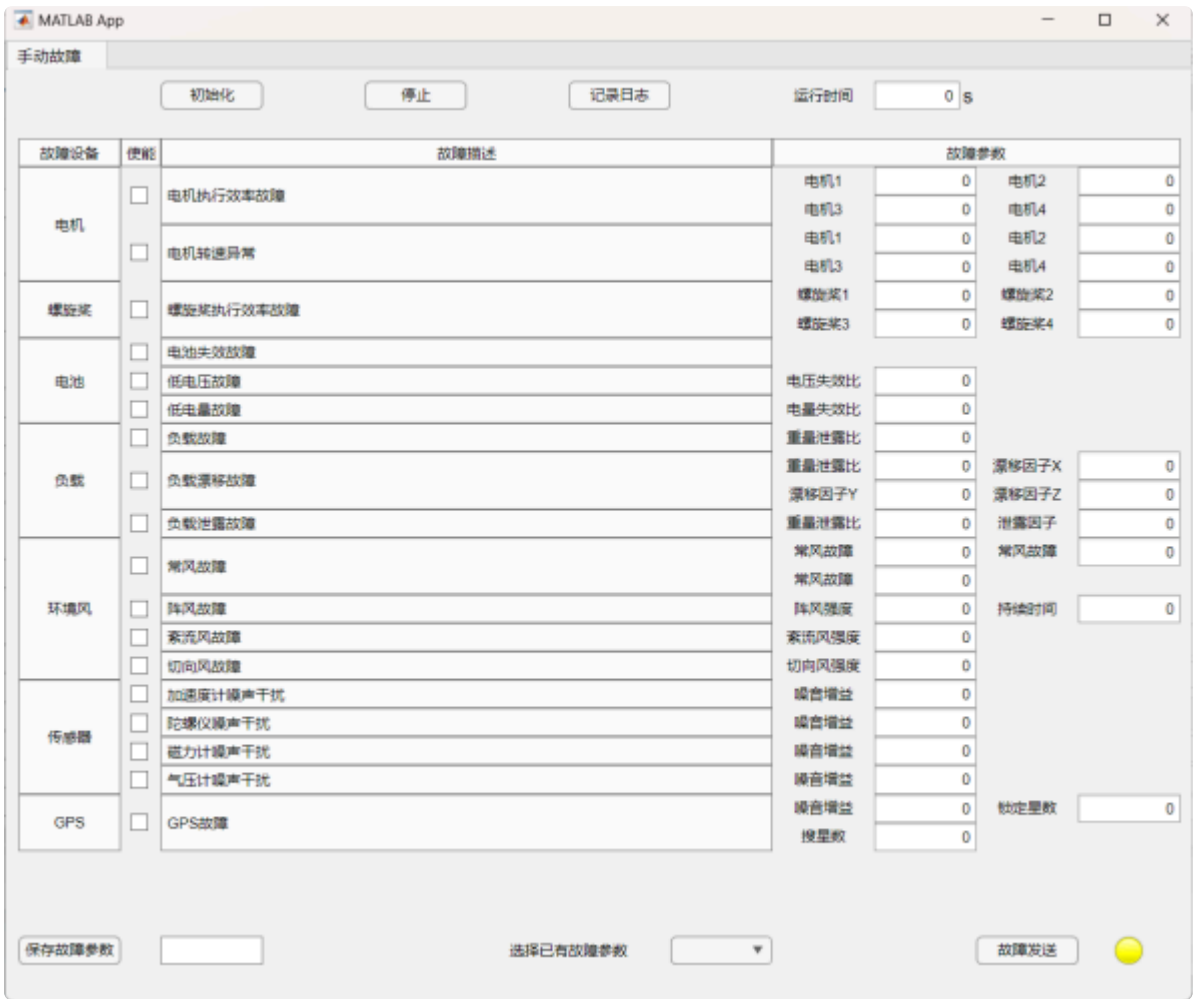 MATLAB App
手动故障
初始化 停止 记录日志 运行时间 0 s
故障设备 使能 故障描述 故障参数
电机 电机执行效率故障 电机1 0 电机2 0
电机3 0 电机4 0
电机转速异常 电机1 0 电机2 0
电机3 0 电机4 0
螺旋桨 螺旋桨执行效率故障 螺旋桨1 0 螺旋桨2 0
螺旋桨3 0 螺旋桨4 0
电池 电池失效故障
低电压故障 电压失效比 0
低电量故障 电量失效比 0
负载 负载故障 重量泄露比 0
负载漂移故障 重量泄露比 0 漂移因子X 0
漂移因子Y 0 漂移因子Z 0
负载泄露故障 重量泄露比 0 泄露因子 0
环境风 常风故障 常风故障 0 常风故障 0
常风故障 0
阵风故障 阵风强度 0 持续时间 0
紊流风故障 紊流风强度 0
切向风故障 切向风强度 0
传感器 加速度计噪声干扰 噪音增益 0
陀螺仪噪声干扰 噪音增益 0
磁力计噪声干扰 噪音增益 0
气压计噪声干扰 噪音增益 0
GPS GPS故障 噪音增益 0 锁定星数 0
搜星数 0
保存故障参数 选择已有故障参数 故障发送